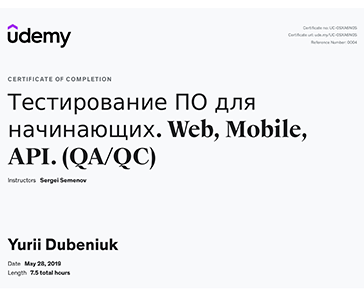 udemy
Certificate no: UC-
Certificate url: ude.my/UC-
Reference Number: 0004
CERTIFICATE OF COMPLETION
Тестирование ПО для
начинающих. Web, Mobile,
API. (QA/QC)
Instructors Sergei Semenov
Yurii Dubeniuk
Date May 28, 2019
Length 7.5 total hours